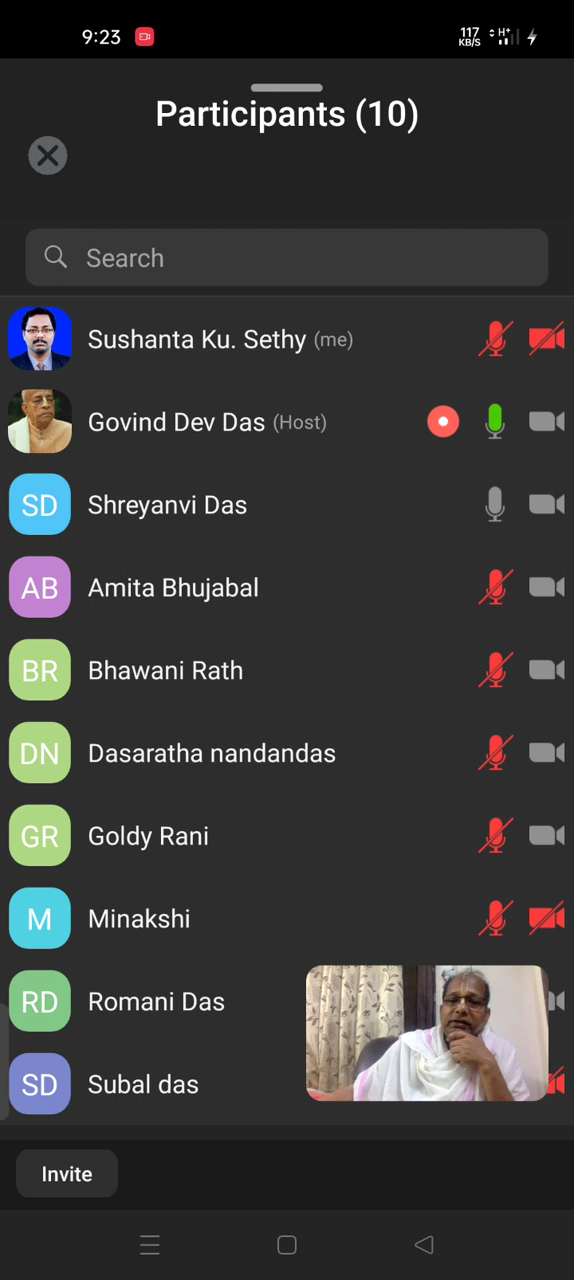 9:23
117 KB/S H+
Participants (10)
Search
Sushanta Ku. Sethy (me)
Govind Dev Das (Host)
SD Shreyanvi Das
AB Amita Bhujabal
BR Bhawani Rath
DN Dasaratha nandandas
GR Goldy Rani
M Minakshi
RD Romani Das
SD Subal das
Invite